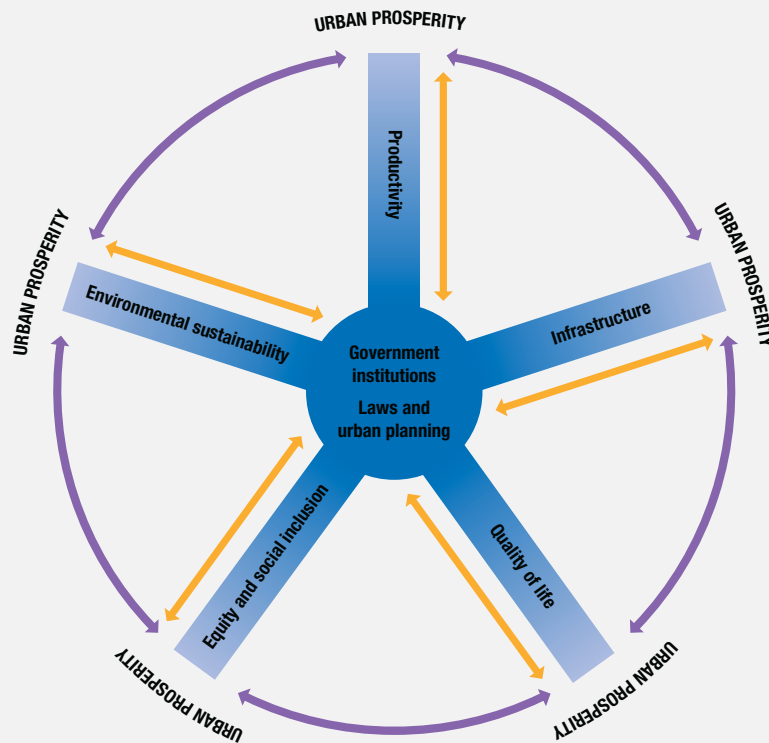 URBAN PROSPERITY
Productivity
URBAN PROSPERITY
Infrastructure
URBAN PROSPERITY
Environmental sustainability
Government
institutions
Laws and
urban planning
Equity and social inclusion
Quality of life
URBAN PROSPERITY
URBAN PROSPERITY